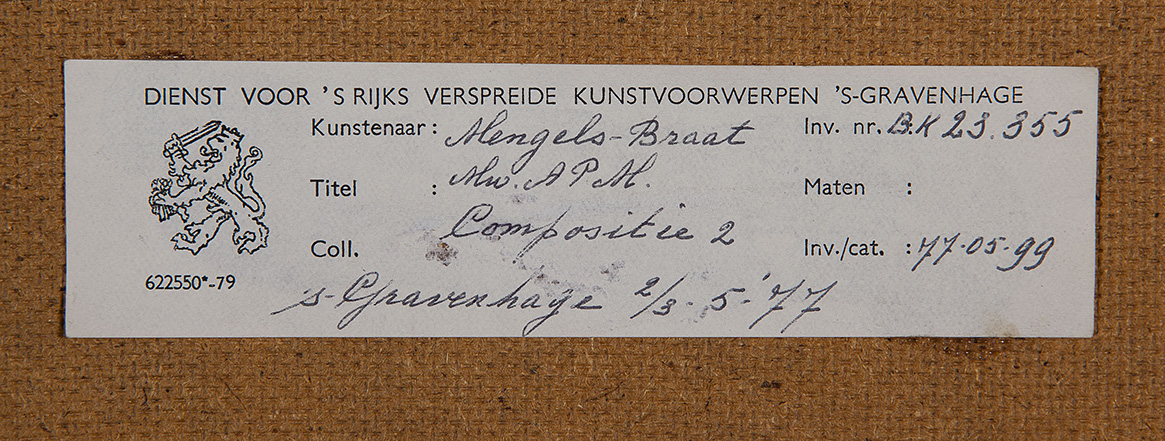 DIENST VOOR 'S RIJKS VERSPREIDE KUNSTVOORWERPEN 'S-GRAVENHAGE
Kunstenaar: Mengels-Braat Inv. nr. B.K 23.355
Mw. A P M.
Titel : Maten :
Compositie 2
Coll. Inv./cat. : 77-05-99
622550*-79
's-Gravenhage 2/3-5-'77